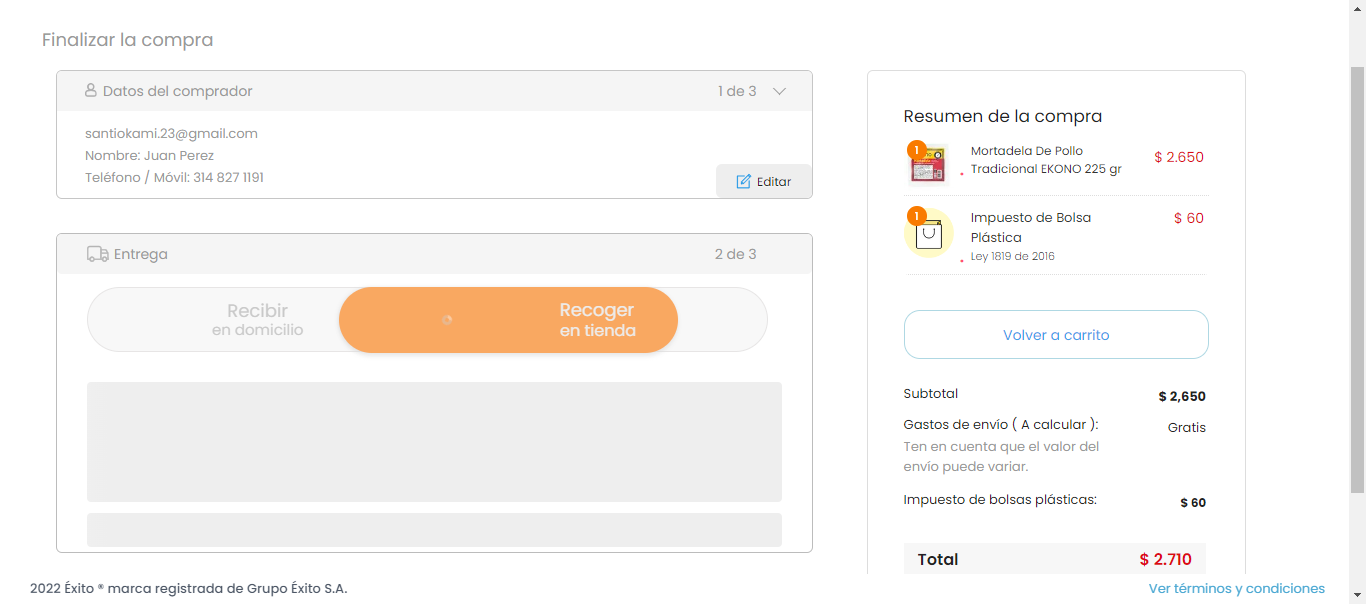 Finalizar la compra
Datos del comprador
1 de 3
santiokami.23@gmail.com
Nombre: Juan Perez
Teléfono / Móvil: 314 827 1191
Editar
Entrega
2 de 3
Recibir
en domicilio
Recoger
en tienda
Resumen de la compra
1
Mortadela De Pollo
Tradicional EKONO 225 gr
$ 2.650
1
Impuesto de Bolsa
Plástica
$ 60
Ley 1819 de 2016
Volver a carrito
Subtotal
$ 2,650
Gastos de envío ( A calcular ):
Gratis
Ten en cuenta que el valor del
envío puede variar.
Impuesto de bolsas plásticas:
$ 60
Total
$ 2.710
2022 Éxito ® marca registrada de Grupo Éxito S.A.
Ver términos y condiciones